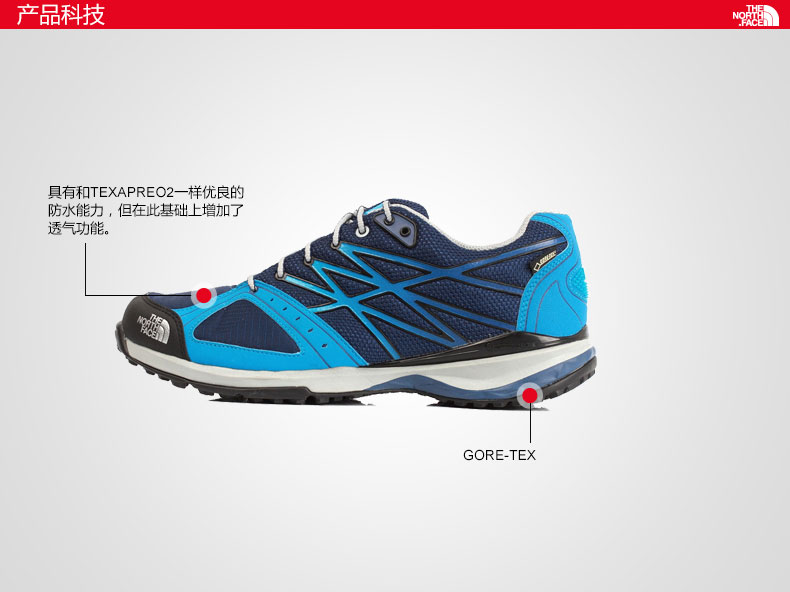 产品科技
THE
NORTH
FACE
具有和TEXAPREO2一样优良的
防水能力，但在此基础上增加了
透气功能。
THE
NORTH
FACE
GORE-TEX